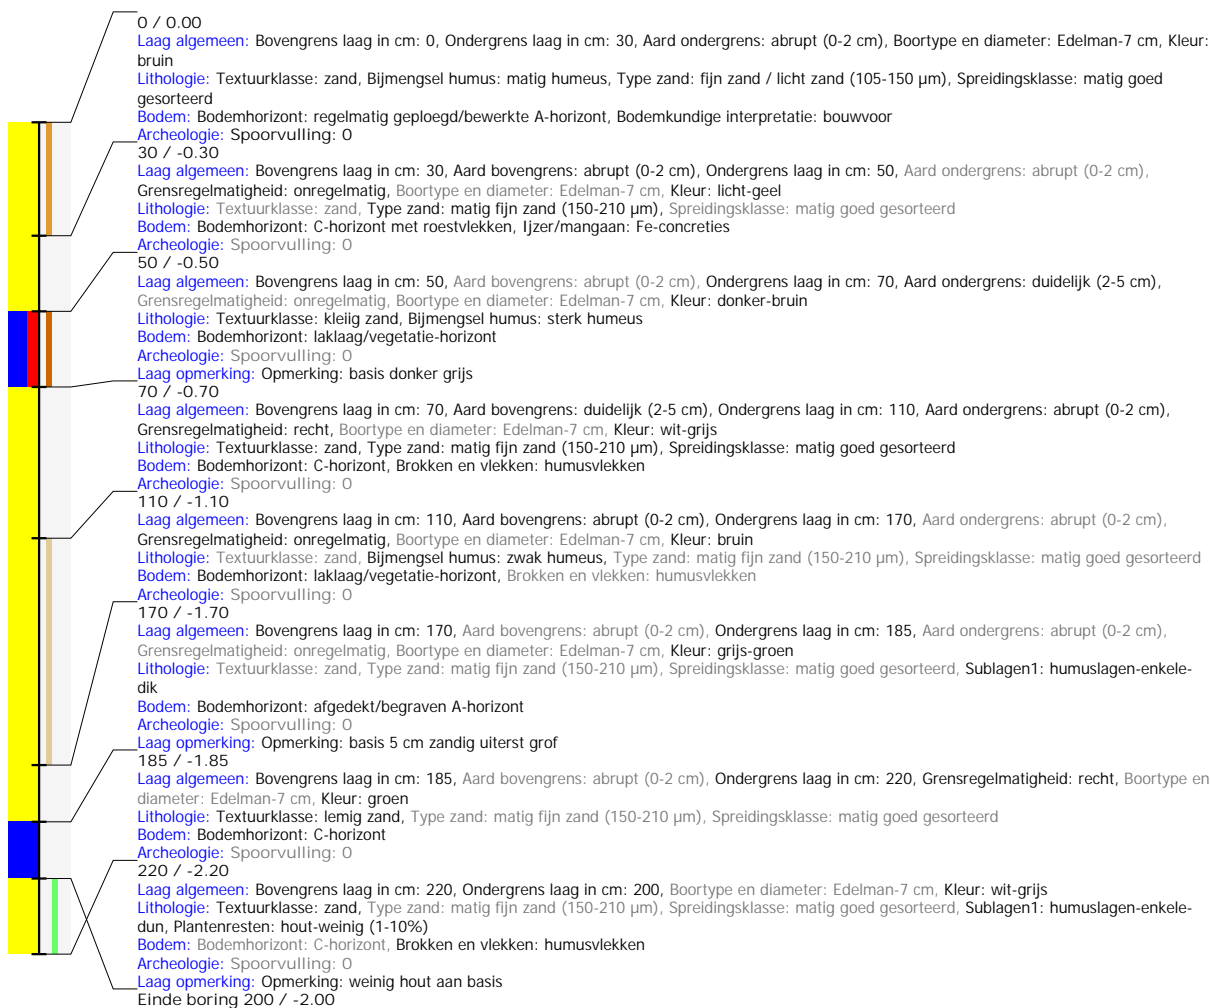 0 / 0.00
Laag algemeen: Bovengrens laag in cm: 0, Ondergrens laag in cm: 30, Aard ondergrens: abrupt (0-2 cm), Boortype en diameter: Edelman-7 cm, Kleur:
bruin
Lithologie: Textuurklasse: zand, Bijmengsel humus: matig humeus, Type zand: fijn zand / licht zand (105-150 µm), Spreidingsklasse: matig goed
gesorteerd
Bodem: Bodemhorizont: regelmatig geploegd/bewerkte A-horizont, Bodemkundige interpretatie: bouwvoor
Archeologie: Spoorvulling: 0
30 / -0.30
Laag algemeen: Bovengrens laag in cm: 30, Aard bovengrens: abrupt (0-2 cm), Ondergrens laag in cm: 50, Aard ondergrens: abrupt (0-2 cm),
Grensregelmatigheid: onregelmatig, Boortype en diameter: Edelman-7 cm, Kleur: licht-geel
Lithologie: Textuurklasse: zand, Type zand: matig fijn zand (150-210 µm), Spreidingsklasse: matig goed gesorteerd
Bodem: Bodemhorizont: C-horizont met roestvlekken, Ijzer/mangaan: Fe-concreties
Archeologie: Spoorvulling: 0
50 / -0.50
Laag algemeen: Bovengrens laag in cm: 50, Aard bovengrens: abrupt (0-2 cm), Ondergrens laag in cm: 70, Aard ondergrens: duidelijk (2-5 cm),
Grensregelmatigheid: onregelmatig, Boortype en diameter: Edelman-7 cm, Kleur: donker-bruin
Lithologie: Textuurklasse: kleiig zand, Bijmengsel humus: sterk humeus
Bodem: Bodemhorizont: laklaag/vegetatie-horizont
Archeologie: Spoorvulling: 0
Laag opmerking: Opmerking: basis donker grijs
70 / -0.70
Laag algemeen: Bovengrens laag in cm: 70, Aard bovengrens: duidelijk (2-5 cm), Ondergrens laag in cm: 110, Aard ondergrens: abrupt (0-2 cm),
Grensregelmatigheid: recht, Boortype en diameter: Edelman-7 cm, Kleur: wit-grijs
Lithologie: Textuurklasse: zand, Type zand: matig fijn zand (150-210 µm), Spreidingsklasse: matig goed gesorteerd
Bodem: Bodemhorizont: C-horizont, Brokken en vlekken: humusvlekken
Archeologie: Spoorvulling: 0
110 / -1.10
Laag algemeen: Bovengrens laag in cm: 110, Aard bovengrens: abrupt (0-2 cm), Ondergrens laag in cm: 170, Aard ondergrens: abrupt (0-2 cm),
Grensregelmatigheid: onregelmatig, Boortype en diameter: Edelman-7 cm, Kleur: bruin
Lithologie: Textuurklasse: zand, Bijmengsel humus: zwak humeus, Type zand: matig fijn zand (150-210 µm), Spreidingsklasse: matig goed gesorteerd
Bodem: Bodemhorizont: laklaag/vegetatie-horizont, Brokken en vlekken: humusvlekken
Archeologie: Spoorvulling: 0
170 / -1.70
Laag algemeen: Bovengrens laag in cm: 170, Aard bovengrens: abrupt (0-2 cm), Ondergrens laag in cm: 185, Aard ondergrens: abrupt (0-2 cm),
Grensregelmatigheid: onregelmatig, Boortype en diameter: Edelman-7 cm, Kleur: grijs-groen
Lithologie: Textuurklasse: zand, Type zand: matig fijn zand (150-210 µm), Spreidingsklasse: matig goed gesorteerd, Sublagen1: humuslagen-enkele-
dik
Bodem: Bodemhorizont: afgedekt/begraven A-horizont
Archeologie: Spoorvulling: 0
Laag opmerking: Opmerking: basis 5 cm zandig uiterst grof
185 / -1.85
Laag algemeen: Bovengrens laag in cm: 185, Aard bovengrens: abrupt (0-2 cm), Ondergrens laag in cm: 220, Grensregelmatigheid: recht, Boortype en
diameter: Edelman-7 cm, Kleur: groen
Lithologie: Textuurklasse: lemig zand, Type zand: matig fijn zand (150-210 µm), Spreidingsklasse: matig goed gesorteerd
Bodem: Bodemhorizont: C-horizont
Archeologie: Spoorvulling: 0
220 / -2.20
Laag algemeen: Bovengrens laag in cm: 220, Ondergrens laag in cm: 200, Boortype en diameter: Edelman-7 cm, Kleur: wit-grijs
Lithologie: Textuurklasse: zand, Type zand: matig fijn zand (150-210 µm), Spreidingsklasse: matig goed gesorteerd, Sublagen1: humuslagen-enkele-
dun, Plantenresten: hout-weinig (1-10%)
Bodem: Bodemhorizont: C-horizont, Brokken en vlekken: humusvlekken
Archeologie: Spoorvulling: 0
Laag opmerking: Opmerking: weinig hout aan basis
Einde boring 200 / -2.00